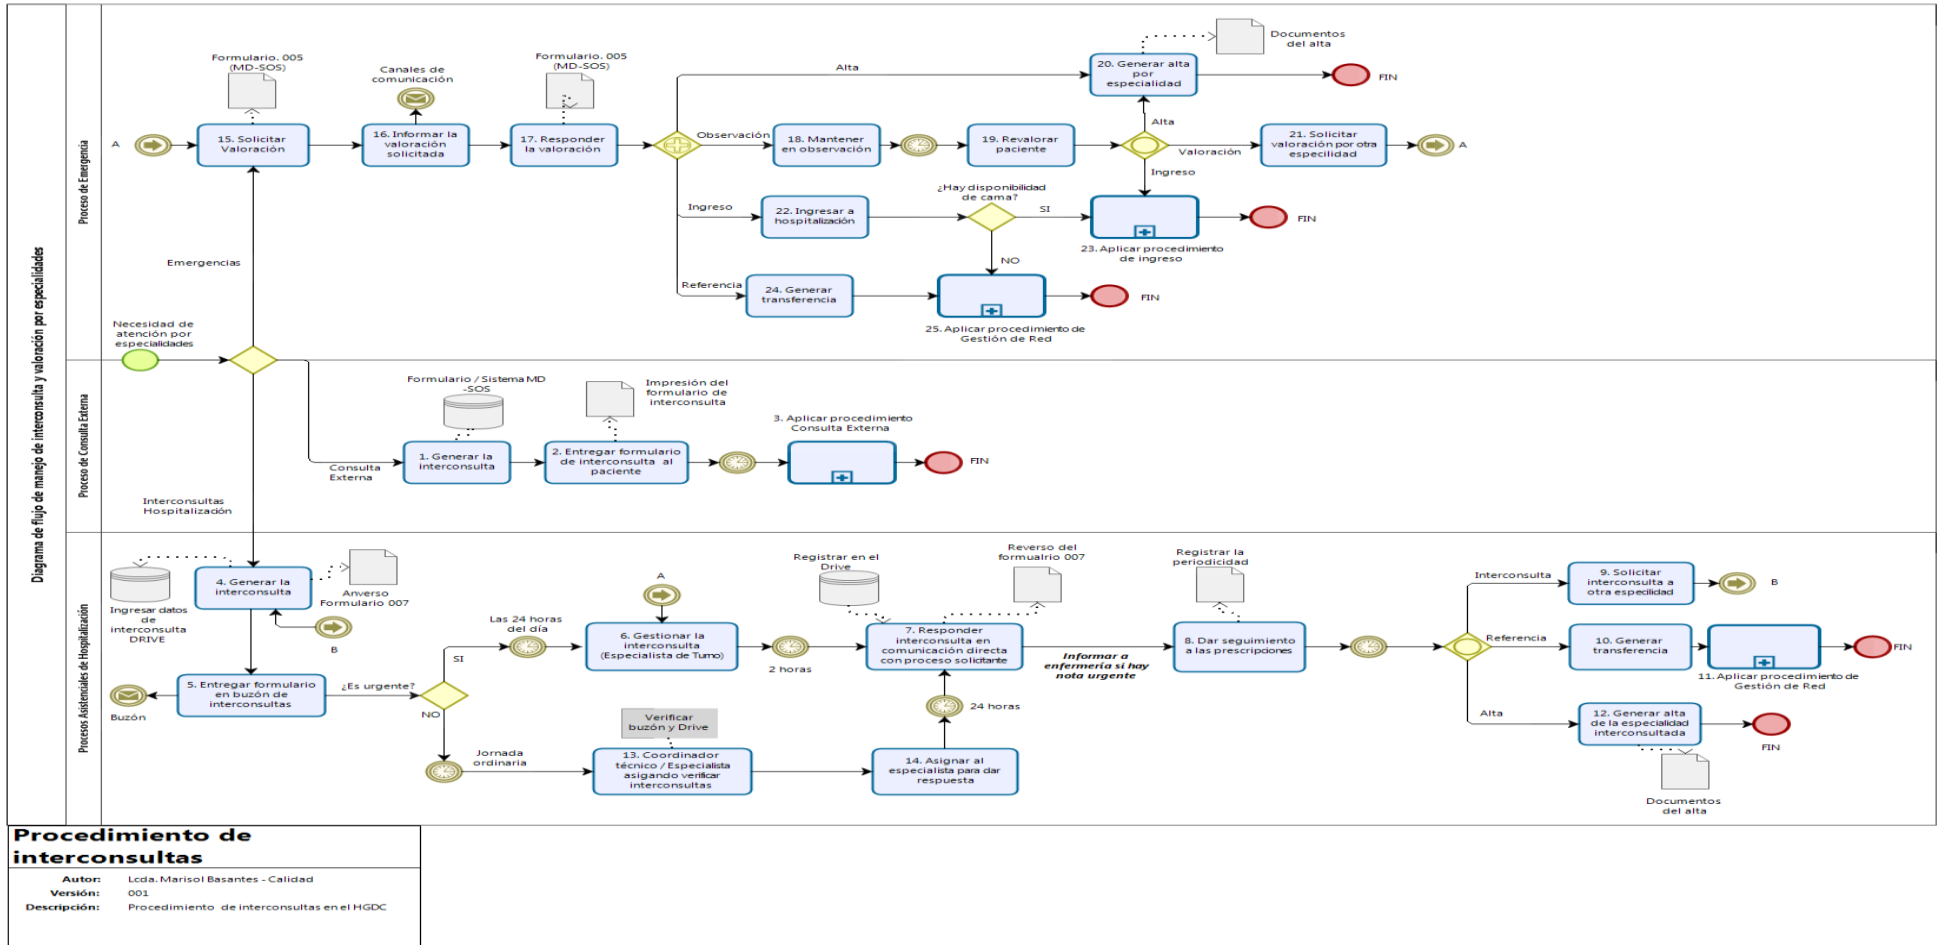 Diagrama de flujo de manejo de interconsulta y valoración por especialidades
Proceso de Emergencia
Formulario. 005
(MD-SOS)
Canales de
comunicación
Formulario. 005
(MD-SOS)
Alta
20. Generar alta
por
especialidad
Documentos
del alta
FIN
A
15. Solicitar
Valoración
16. Informar la
valoración
solicitada
17. Responder
la valoración
Observación
18. Mantener
en observación
19. Revalorar
paciente
Alta
Valoración
Ingreso
21. Solicitar
valoración por otra
especilidad
A
Ingreso
22. Ingresar a
hospitalización
¿Hay disponibilidad
de cama?
SI
NO
23. Aplicar procedimiento
de ingreso
FIN
Emergencias
Referencia
24. Generar
transferencia
25. Aplicar procedimiento de
Gestión de Red
FIN
Necesidad de
atención por
especialidades
Proceso de Consulta Externa
Formulario / Sistema MD
-SOS
Impresión del
formulario de
interconsulta
3. Aplicar procedimiento
Consulta Externa
Consulta
Externa
1. Generar la
interconsulta
2. Entregar formulario
de interconsulta al
paciente
FIN
Interconsultas
Hospitalización
Procesos Asistenciales de Hospitalización
4. Generar la
interconsulta
Ingresar datos
de
interconsulta
DRIVE
Anverso
Formulario 007
B
5. Entregar formulario
en buzón de
interconsultas
Buzón
¿Es urgente?
SI
NO
Las 24 horas
del día
A
6. Gestionar la
interconsulta
(Especialista de Turno)
2 horas
Registrar en el
Drive
Reverso del
formualrio 007
7. Responder
interconsulta en
comunicación directa
con proceso solicitante
Informar a
enfermería si hay
nota urgente
Registrar la
periodicidad
8. Dar seguimiento
a las prescripciones
24 horas
Jornada
ordinaria
Verificar
buzón y Drive
13. Coordinador
técnico / Especialista
asigando verificar
interconsultas
14. Asignar al
especialista para dar
respuesta
Interconsulta
9. Solicitar
interconsulta a
otra especilidad
B
Referencia
10. Generar
transferencia
11. Aplicar procedimiento de
Gestión de Red
FIN
Alta
12. Generar alta
de la especialidad
interconsultada
FIN
Documentos
del alta
Procedimiento de
interconsultas
Autor: Lcda. Marisol Basantes - Calidad
Versión: 001
Descripción: Procedimiento de interconsultas en el HGDC